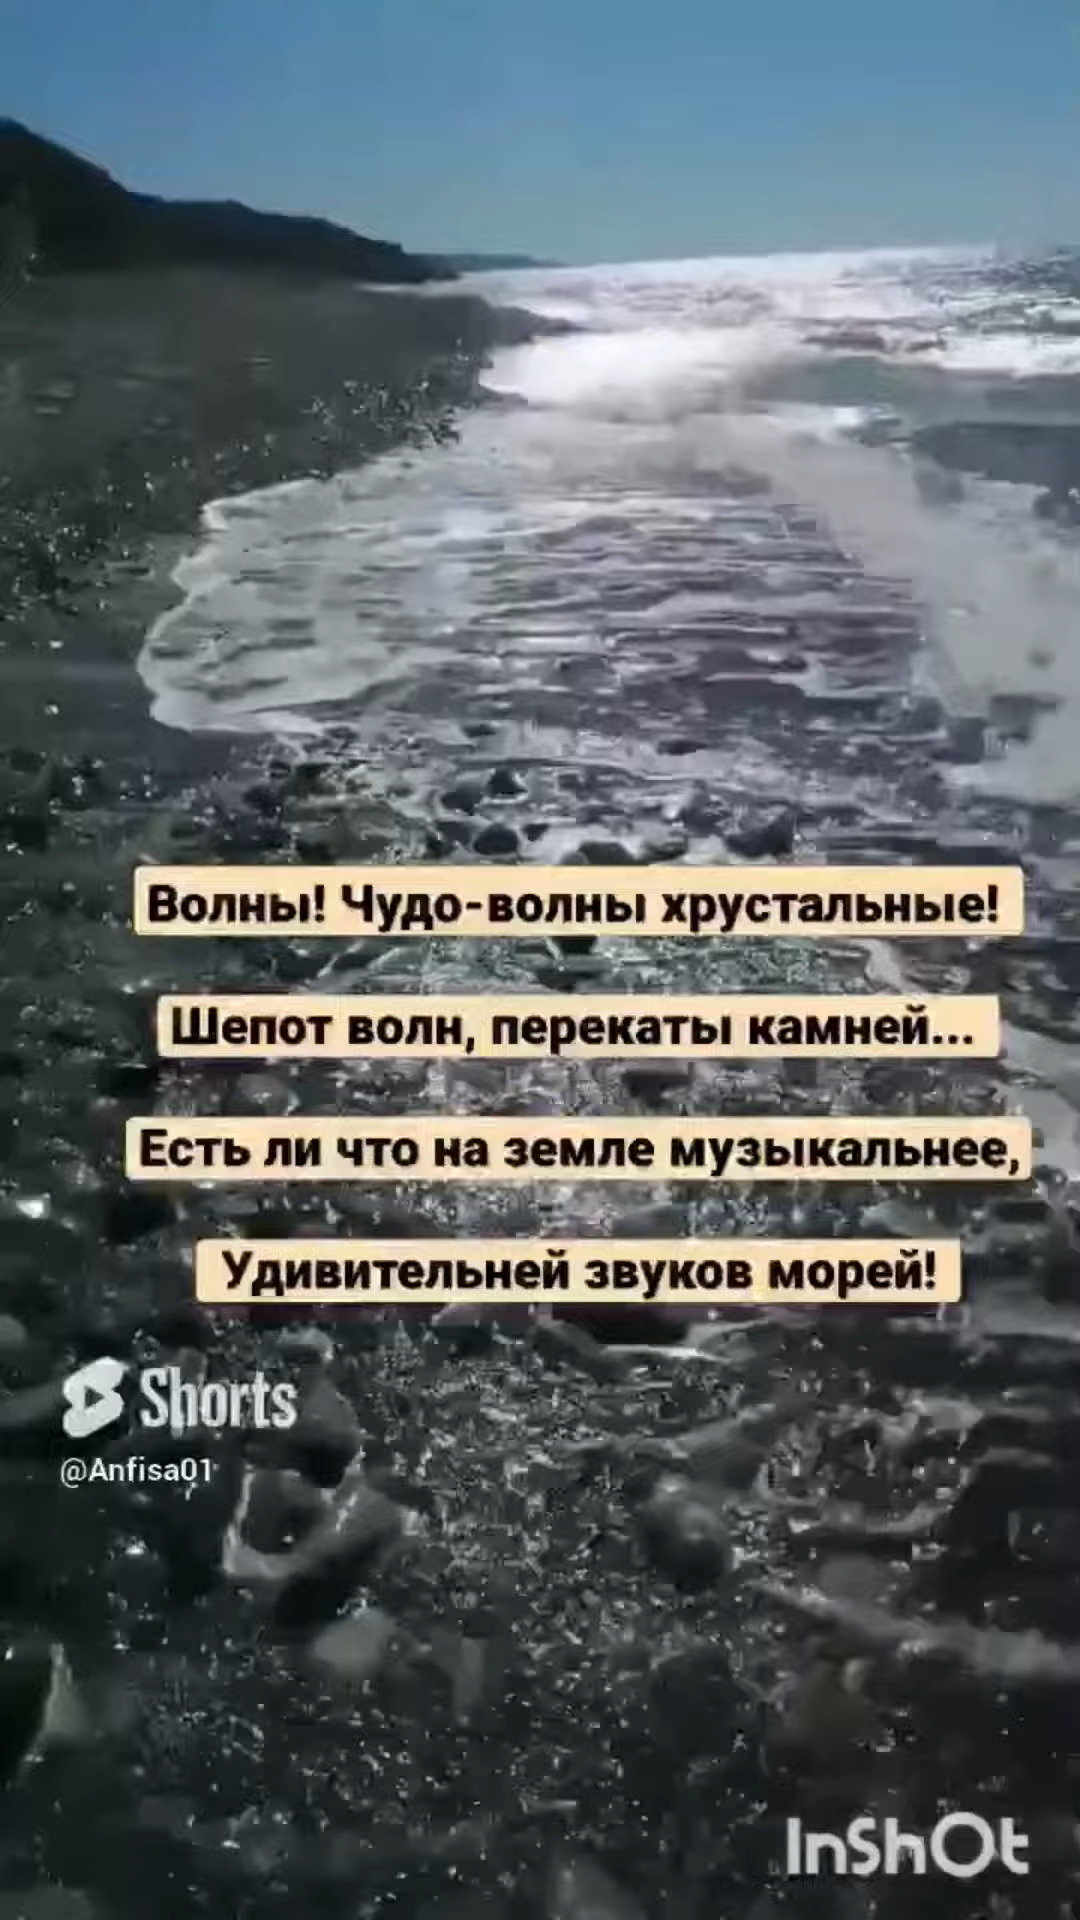 Волны! Чудо-волны хрустальные!
Шепот волн, перекаты камней...
Есть ли что на земле музыкальнее,
Удивительней звуков морей!
Shorts
@Anfisa01
InShOt